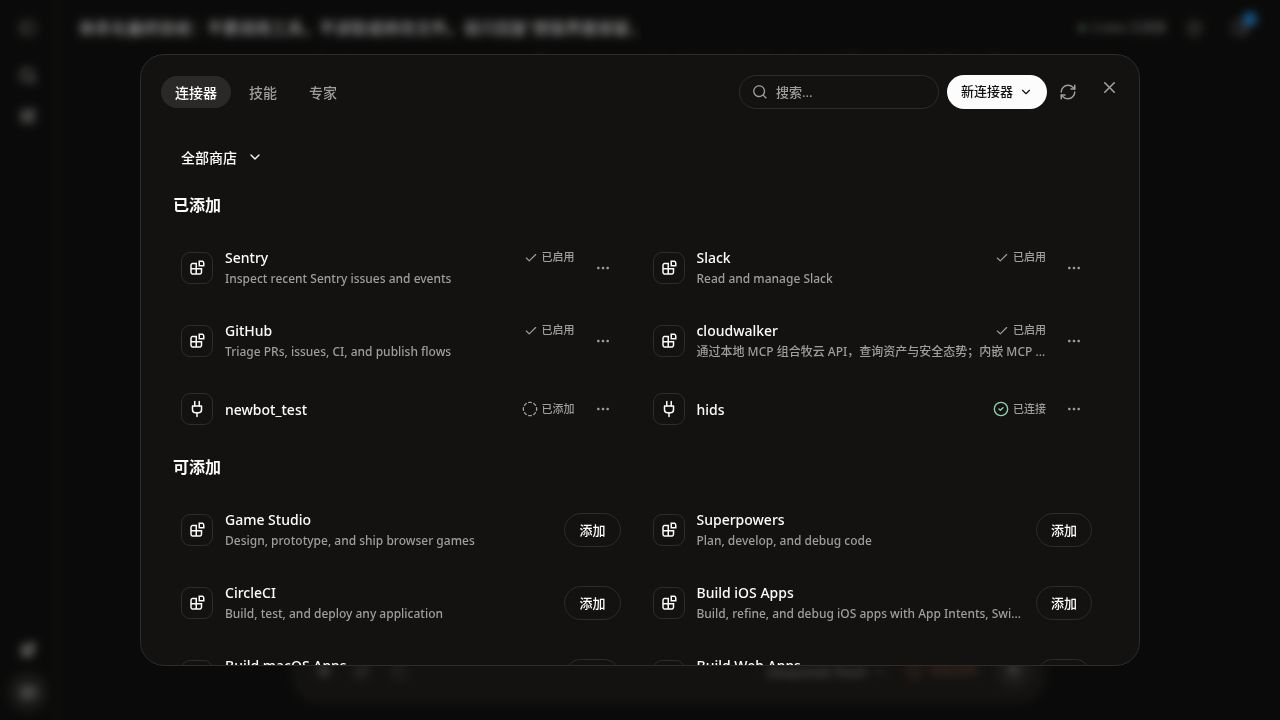 连接器
技能
专家
搜索...
新连接器
全部商店
已添加
Sentry
已启用
Inspect recent Sentry issues and events
Slack
已启用
Read and manage Slack
GitHub
已启用
Triage PRs, issues, CI, and publish flows
cloudwalker
已启用
通过本地 MCP 组合牧云 API，查询资产与安全态势；内嵌 MCP ...
newbot_test
已添加
hids
已连接
可添加
Game Studio
Design, prototype, and ship browser games
添加
Superpowers
Plan, develop, and debug code
添加
CircleCI
Build, test, and deploy any application
添加
Build iOS Apps
Build, refine, and debug iOS apps with App Intents, Swi...
添加
Build macOS Apps
Build Web Apps